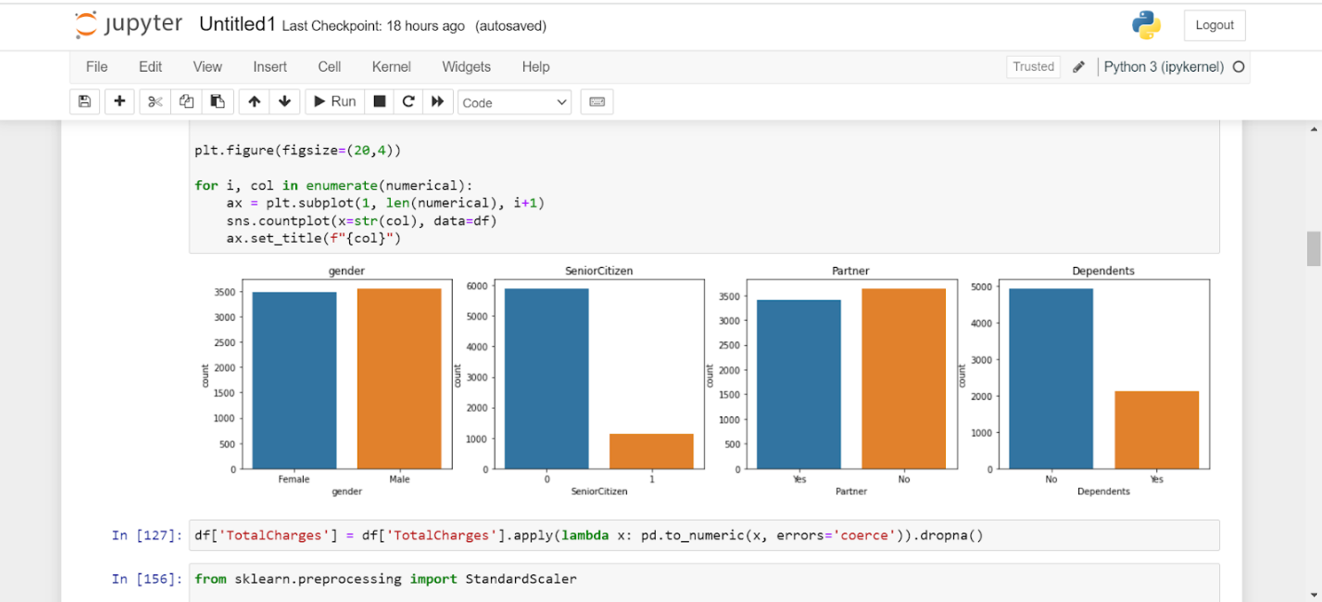 jupyter Untitled1 Last Checkpoint: 18 hours ago (autosaved) Logout
File Edit View Insert Cell Kernel Widgets Help Trusted Python 3 (ipykernel)
Run Code
plt.figure(figsize=(20,4))
for i, col in enumerate(numerical):
    ax = plt.subplot(1, len(numerical), i+1)
    sns.countplot(x=str(col), data=df)
    ax.set_title(f"{col}")
gender
3500
3000
2500
2000
1500
1000
500
0
count
Female Male
gender
SeniorCitizen
6000
5000
4000
3000
2000
1000
0
count
0 1
SeniorCitizen
Partner
3500
3000
2500
2000
1500
1000
500
0
count
Yes No
Partner
Dependents
5000
4000
3000
2000
1000
0
count
No Yes
Dependents
In [127]: df['TotalCharges'] = df['TotalCharges'].apply(lambda x: pd.to_numeric(x, errors='coerce')).dropna()
In [156]: from sklearn.preprocessing import StandardScaler